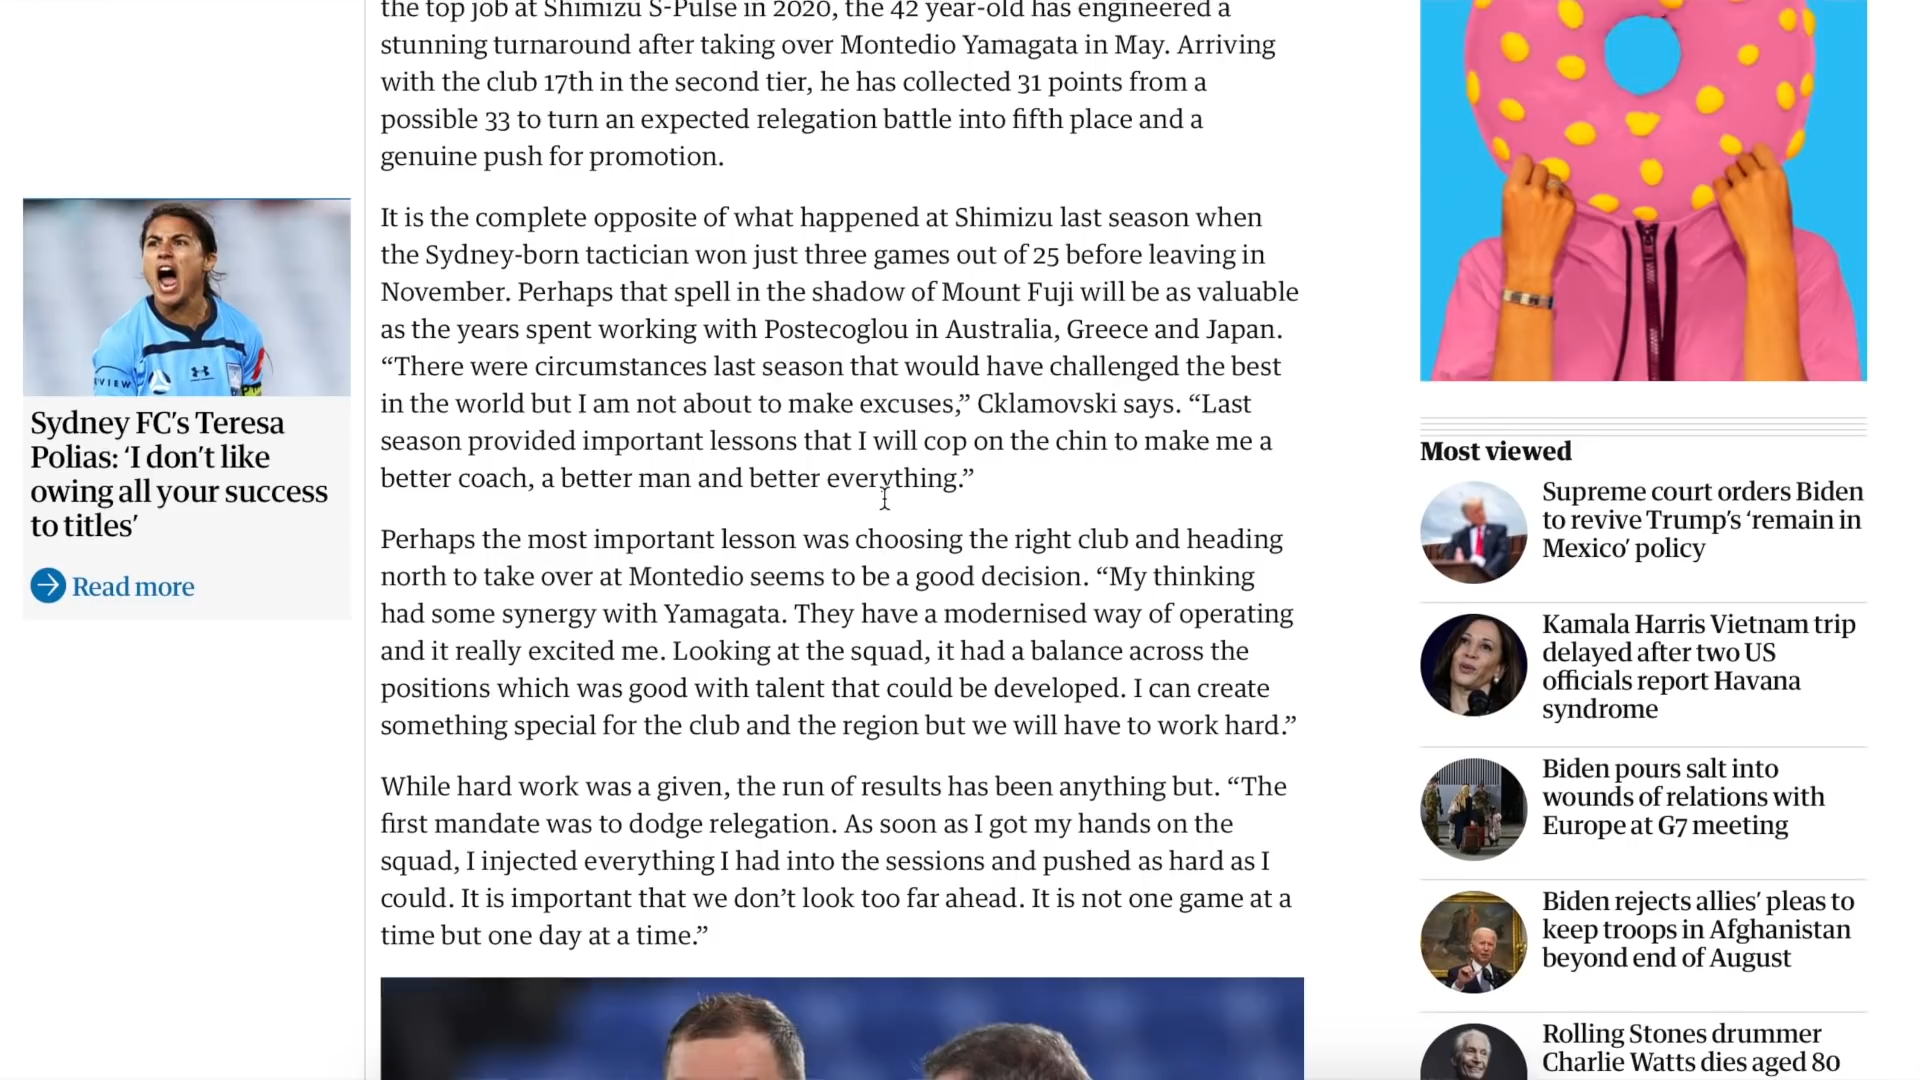 the top job at Shimizu S-Pulse in 2020, the 42 year-old has engineered a
stunning turnaround after taking over Montedio Yamagata in May. Arriving
with the club 17th in the second tier, he has collected 31 points from a
possible 33 to turn an expected relegation battle into fifth place and a
genuine push for promotion.
It is the complete opposite of what happened at Shimizu last season when
the Sydney-born tactician won just three games out of 25 before leaving in
November. Perhaps that spell in the shadow of Mount Fuji will be as valuable
as the years spent working with Postecoglou in Australia, Greece and Japan.
“There were circumstances last season that would have challenged the best
in the world but I am not about to make excuses,” Cklamovski says. “Last
season provided important lessons that I will cop on the chin to make me a
better coach, a better man and better everything.”
Perhaps the most important lesson was choosing the right club and heading
north to take over at Montedio seems to be a good decision. “My thinking
had some synergy with Yamagata. They have a modernised way of operating
and it really excited me. Looking at the squad, it had a balance across the
positions which was good with talent that could be developed. I can create
something special for the club and the region but we will have to work hard.”
While hard work was a given, the run of results has been anything but. “The
first mandate was to dodge relegation. As soon as I got my hands on the
squad, I injected everything I had into the sessions and pushed as hard as I
could. It is important that we don’t look too far ahead. It is not one game at a
time but one day at a time.”
Sydney FC’s Teresa
Polias: ‘I don’t like
owing all your success
to titles’
Read more
Most viewed
Supreme court orders Biden
to revive Trump’s ‘remain in
Mexico’ policy
Kamala Harris Vietnam trip
delayed after two US
officials report Havana
syndrome
Biden pours salt into
wounds of relations with
Europe at G7 meeting
Biden rejects allies’ pleas to
keep troops in Afghanistan
beyond end of August
Rolling Stones drummer
Charlie Watts dies aged 80